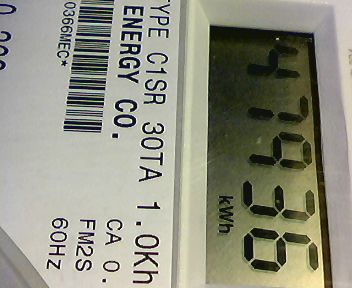 47936
kWh
TYPE C1SR 30TA 1.0Kh
ENERGY CO.
CA 0.
FM2S
60HZ
0366MEC*